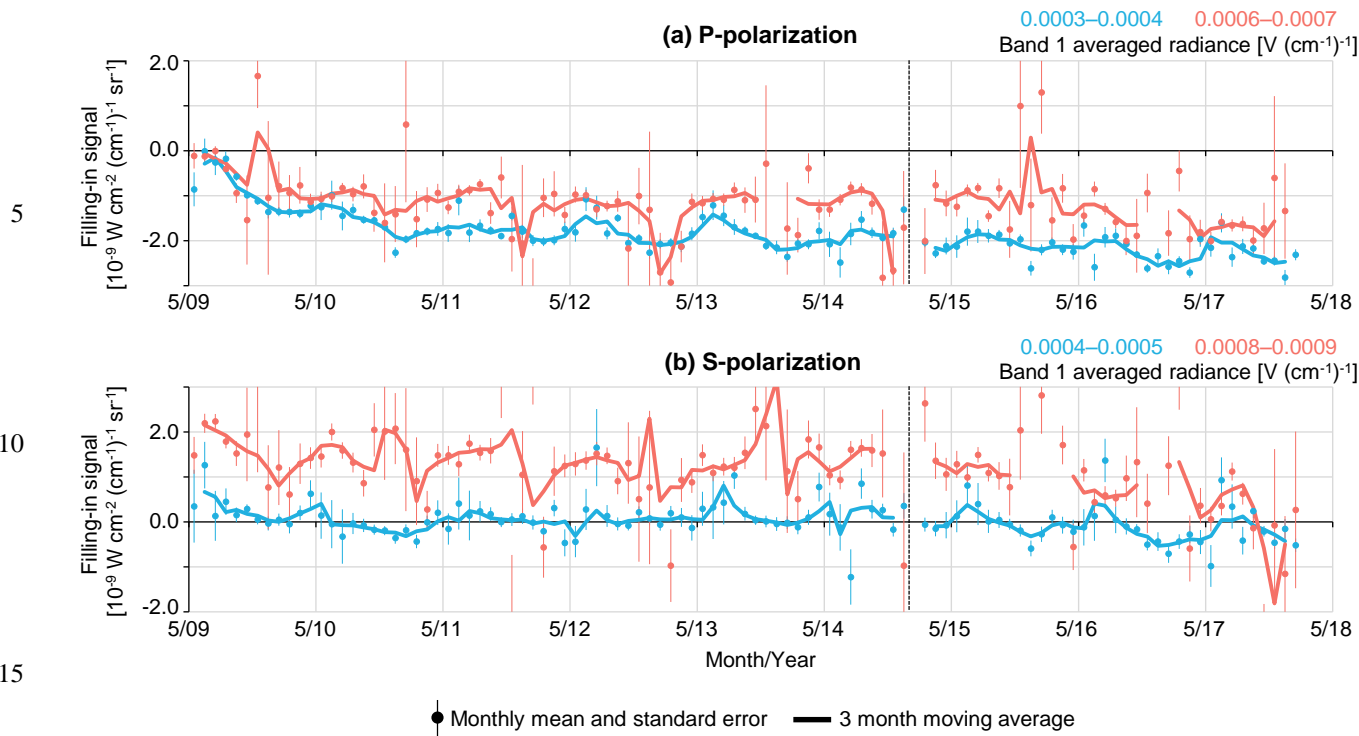 0.0003–0.0004 0.0006–0.0007
(a) P-polarization
Band 1 averaged radiance [V (cm⁻¹)⁻¹]
2.0
0.0
-2.0
Filling-in signal
[10⁻⁹ W cm⁻² (cm⁻¹)⁻¹ sr⁻¹]
5
5/09 5/10 5/11 5/12 5/13 5/14 5/15 5/16 5/17 5/18
0.0004–0.0005 0.0008–0.0009
(b) S-polarization
Band 1 averaged radiance [V (cm⁻¹)⁻¹]
2.0
0.0
-2.0
Filling-in signal
[10⁻⁹ W cm⁻² (cm⁻¹)⁻¹ sr⁻¹]
10
5/09 5/10 5/11 5/12 5/13 5/14 5/15 5/16 5/17 5/18
Month/Year
15
Monthly mean and standard error 3 month moving average